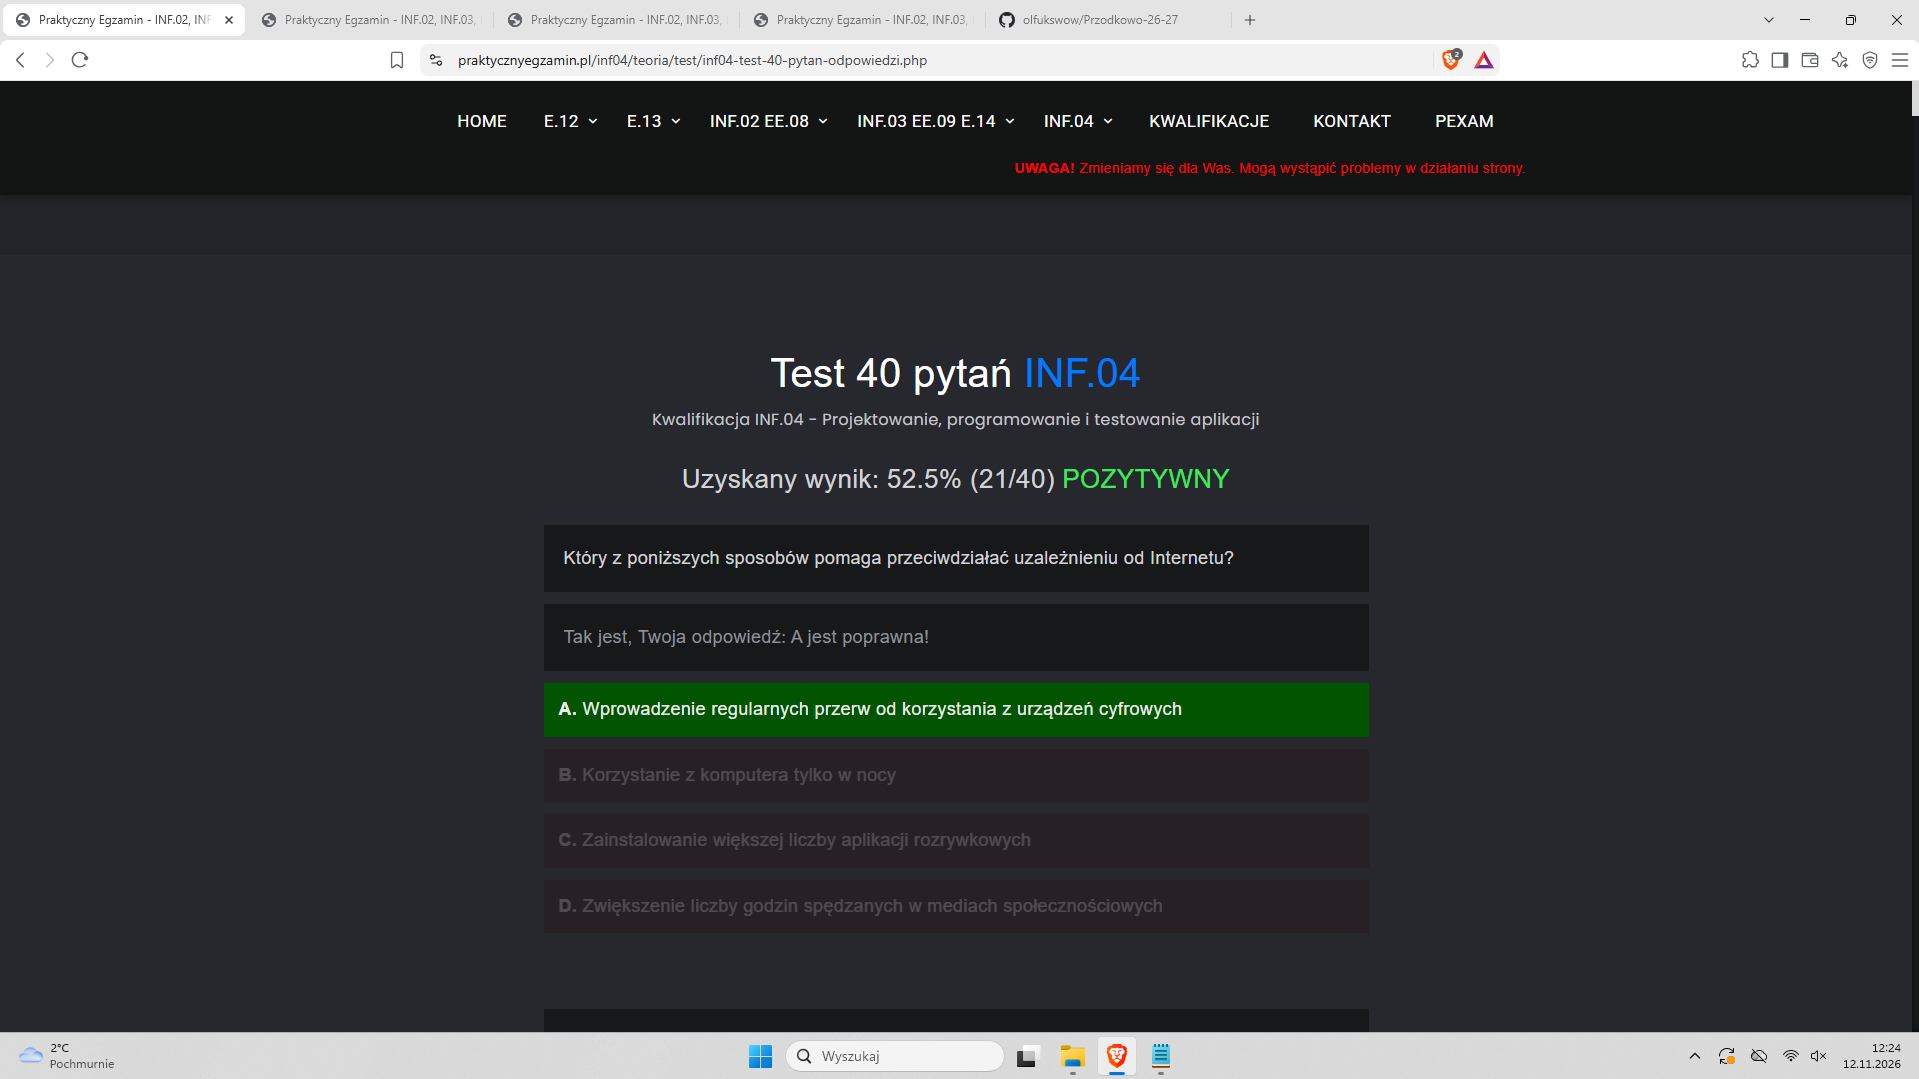 Praktyczny Egzamin - INF.02, INF
Praktyczny Egzamin - INF.02, INF.03,
Praktyczny Egzamin - INF.02, INF.03,
Praktyczny Egzamin - INF.02, INF.03,
olfukswow/Przodkowo-26-27
praktycznyegzamin.pl/inf04/teoria/test/inf04-test-40-pytan-odpowiedzi.php
2
HOME E.12 E.13 INF.02 EE.08 INF.03 EE.09 E.14 INF.04 KWALIFIKACJE KONTAKT PEXAM
UWAGA! Zmieniamy się dla Was. Mogą wystąpić problemy w działaniu strony.
Test 40 pytań INF.04
Kwalifikacja INF.04 - Projektowanie, programowanie i testowanie aplikacji
Uzyskany wynik: 52.5% (21/40) POZYTYWNY
Który z poniższych sposobów pomaga przeciwdziałać uzależnieniu od Internetu?
Tak jest, Twoja odpowiedź: A jest poprawna!
A. Wprowadzenie regularnych przerw od korzystania z urządzeń cyfrowych
B. Korzystanie z komputera tylko w nocy
C. Zainstalowanie większej liczby aplikacji rozrywkowych
D. Zwiększenie liczby godzin spędzanych w mediach społecznościowych
2°C
Pochmurnie
Wyszukaj
12:24
12.11.2026